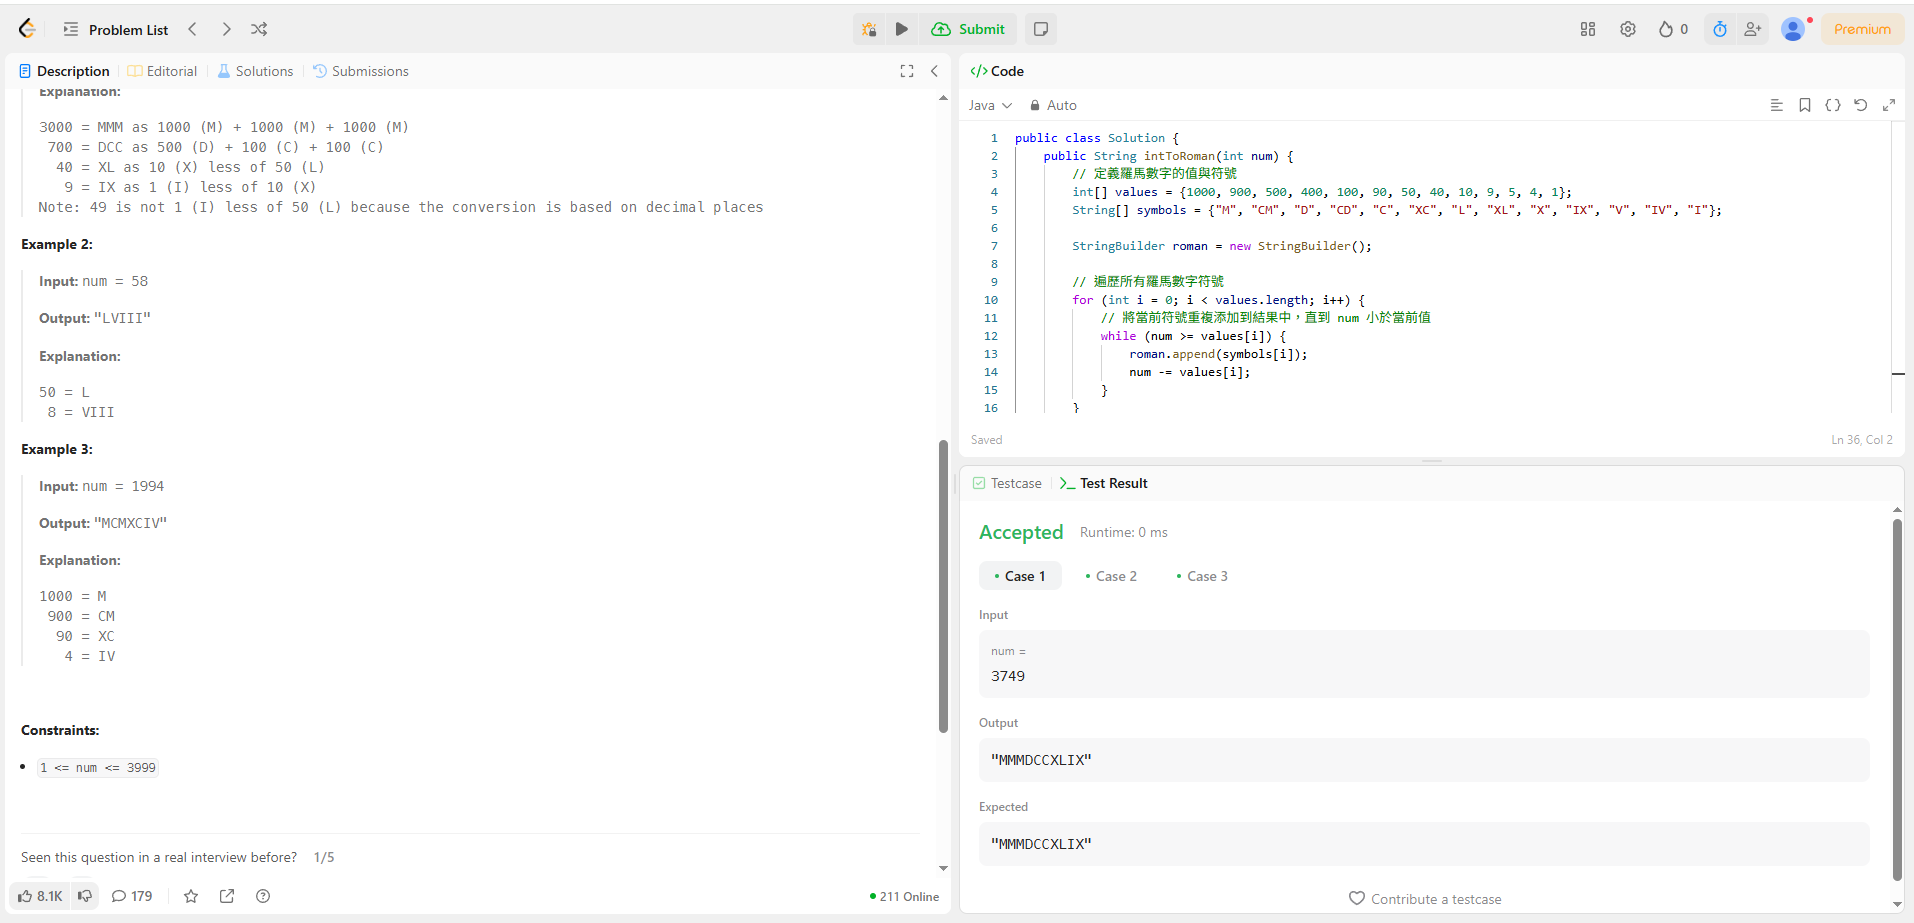 Problem List
Submit
0
Premium
Description
Editorial
Solutions
Submissions
Explanation:
3000 = MMM as 1000 (M) + 1000 (M) + 1000 (M)
700 = DCC as 500 (D) + 100 (C) + 100 (C)
40 = XL as 10 (X) less of 50 (L)
9 = IX as 1 (I) less of 10 (X)
Note: 49 is not 1 (I) less of 50 (L) because the conversion is based on decimal places
Example 2:
Input: num = 58
Output: "LVIII"
Explanation:
50 = L
8 = VIII
Example 3:
Input: num = 1994
Output: "MCMXCIV"
Explanation:
1000 = M
900 = CM
90 = XC
4 = IV
Constraints:
1 <= num <= 3999
Seen this question in a real interview before? 1/5
8.1K
179
211 Online
</> Code
Java
Auto
1 public class Solution {
2 public String intToRoman(int num) {
3 // 定義羅馬數字的值與符號
4 int[] values = {1000, 900, 500, 400, 100, 90, 50, 40, 10, 9, 5, 4, 1};
5 String[] symbols = {"M", "CM", "D", "CD", "C", "XC", "L", "XL", "X", "IX", "V", "IV", "I"};
6
7 StringBuilder roman = new StringBuilder();
8
9 // 遍歷所有羅馬數字符號
10 for (int i = 0; i < values.length; i++) {
11 // 將當前符號重複添加到結果中，直到 num 小於當前值
12 while (num >= values[i]) {
13 roman.append(symbols[i]);
14 num -= values[i];
15 }
16 }
Saved
Ln 36, Col 2
Testcase
Test Result
Accepted Runtime: 0 ms
Case 1
Case 2
Case 3
Input
num =
3749
Output
"MMMDCCXLIX"
Expected
"MMMDCCXLIX"
Contribute a testcase